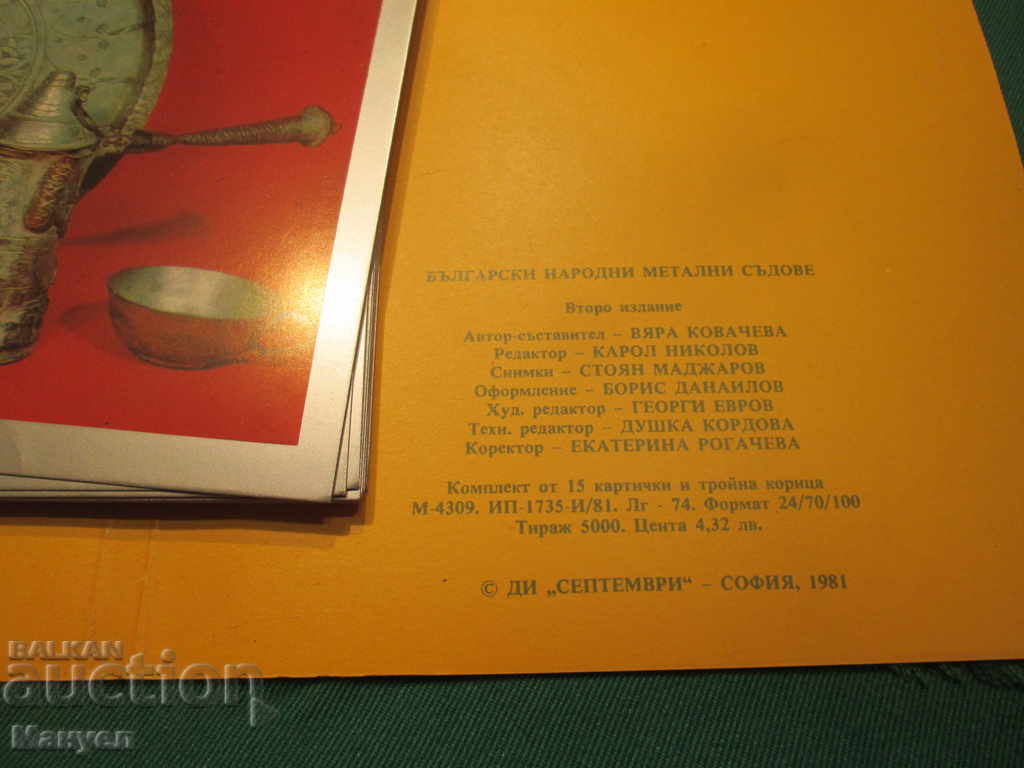 БЪЛГАРСКИ НАРОДНИ МЕТАЛНИ СЪДОВЕ
Второ издание
Автор-съставител – ВЯРА КОВАЧЕВА
Редактор – КАРОЛ НИКОЛОВ
Снимки – СТОЯН МАДЖАРОВ
Оформление – БОРИС ДАНАИЛОВ
Худ. редактор – ГЕОРГИ ЕВРОВ
Техн. редактор – ДУШКА КОРДОВА
Коректор – ЕКАТЕРИНА РОГАЧЕВА
Комплект от 15 картички и тройна корица
М-4309. ИП-1735-И/81. Лг - 74. Формат 24/70/100
Тираж 5000. Цента 4,32 лв.
© ДИ „СЕПТЕМВРИ" – СОФИЯ, 1981
BALKAN
auction
Макуел